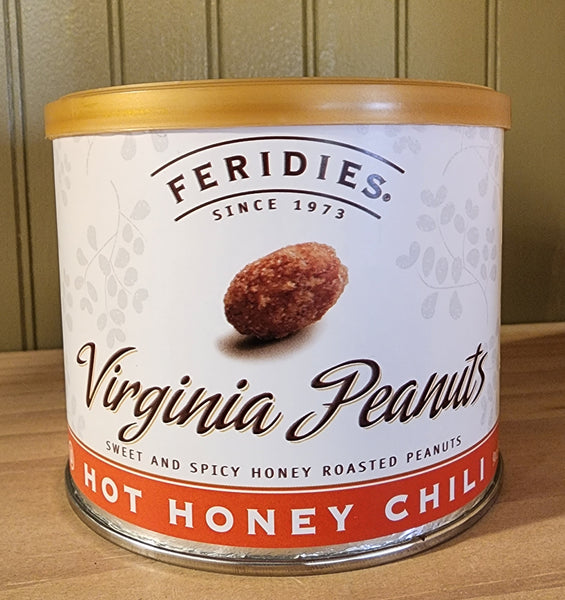 FERIDIES®
SINCE 1973
Virginia Peanuts
SWEET AND SPICY HONEY ROASTED PEANUTS
HOT HONEY CHILI